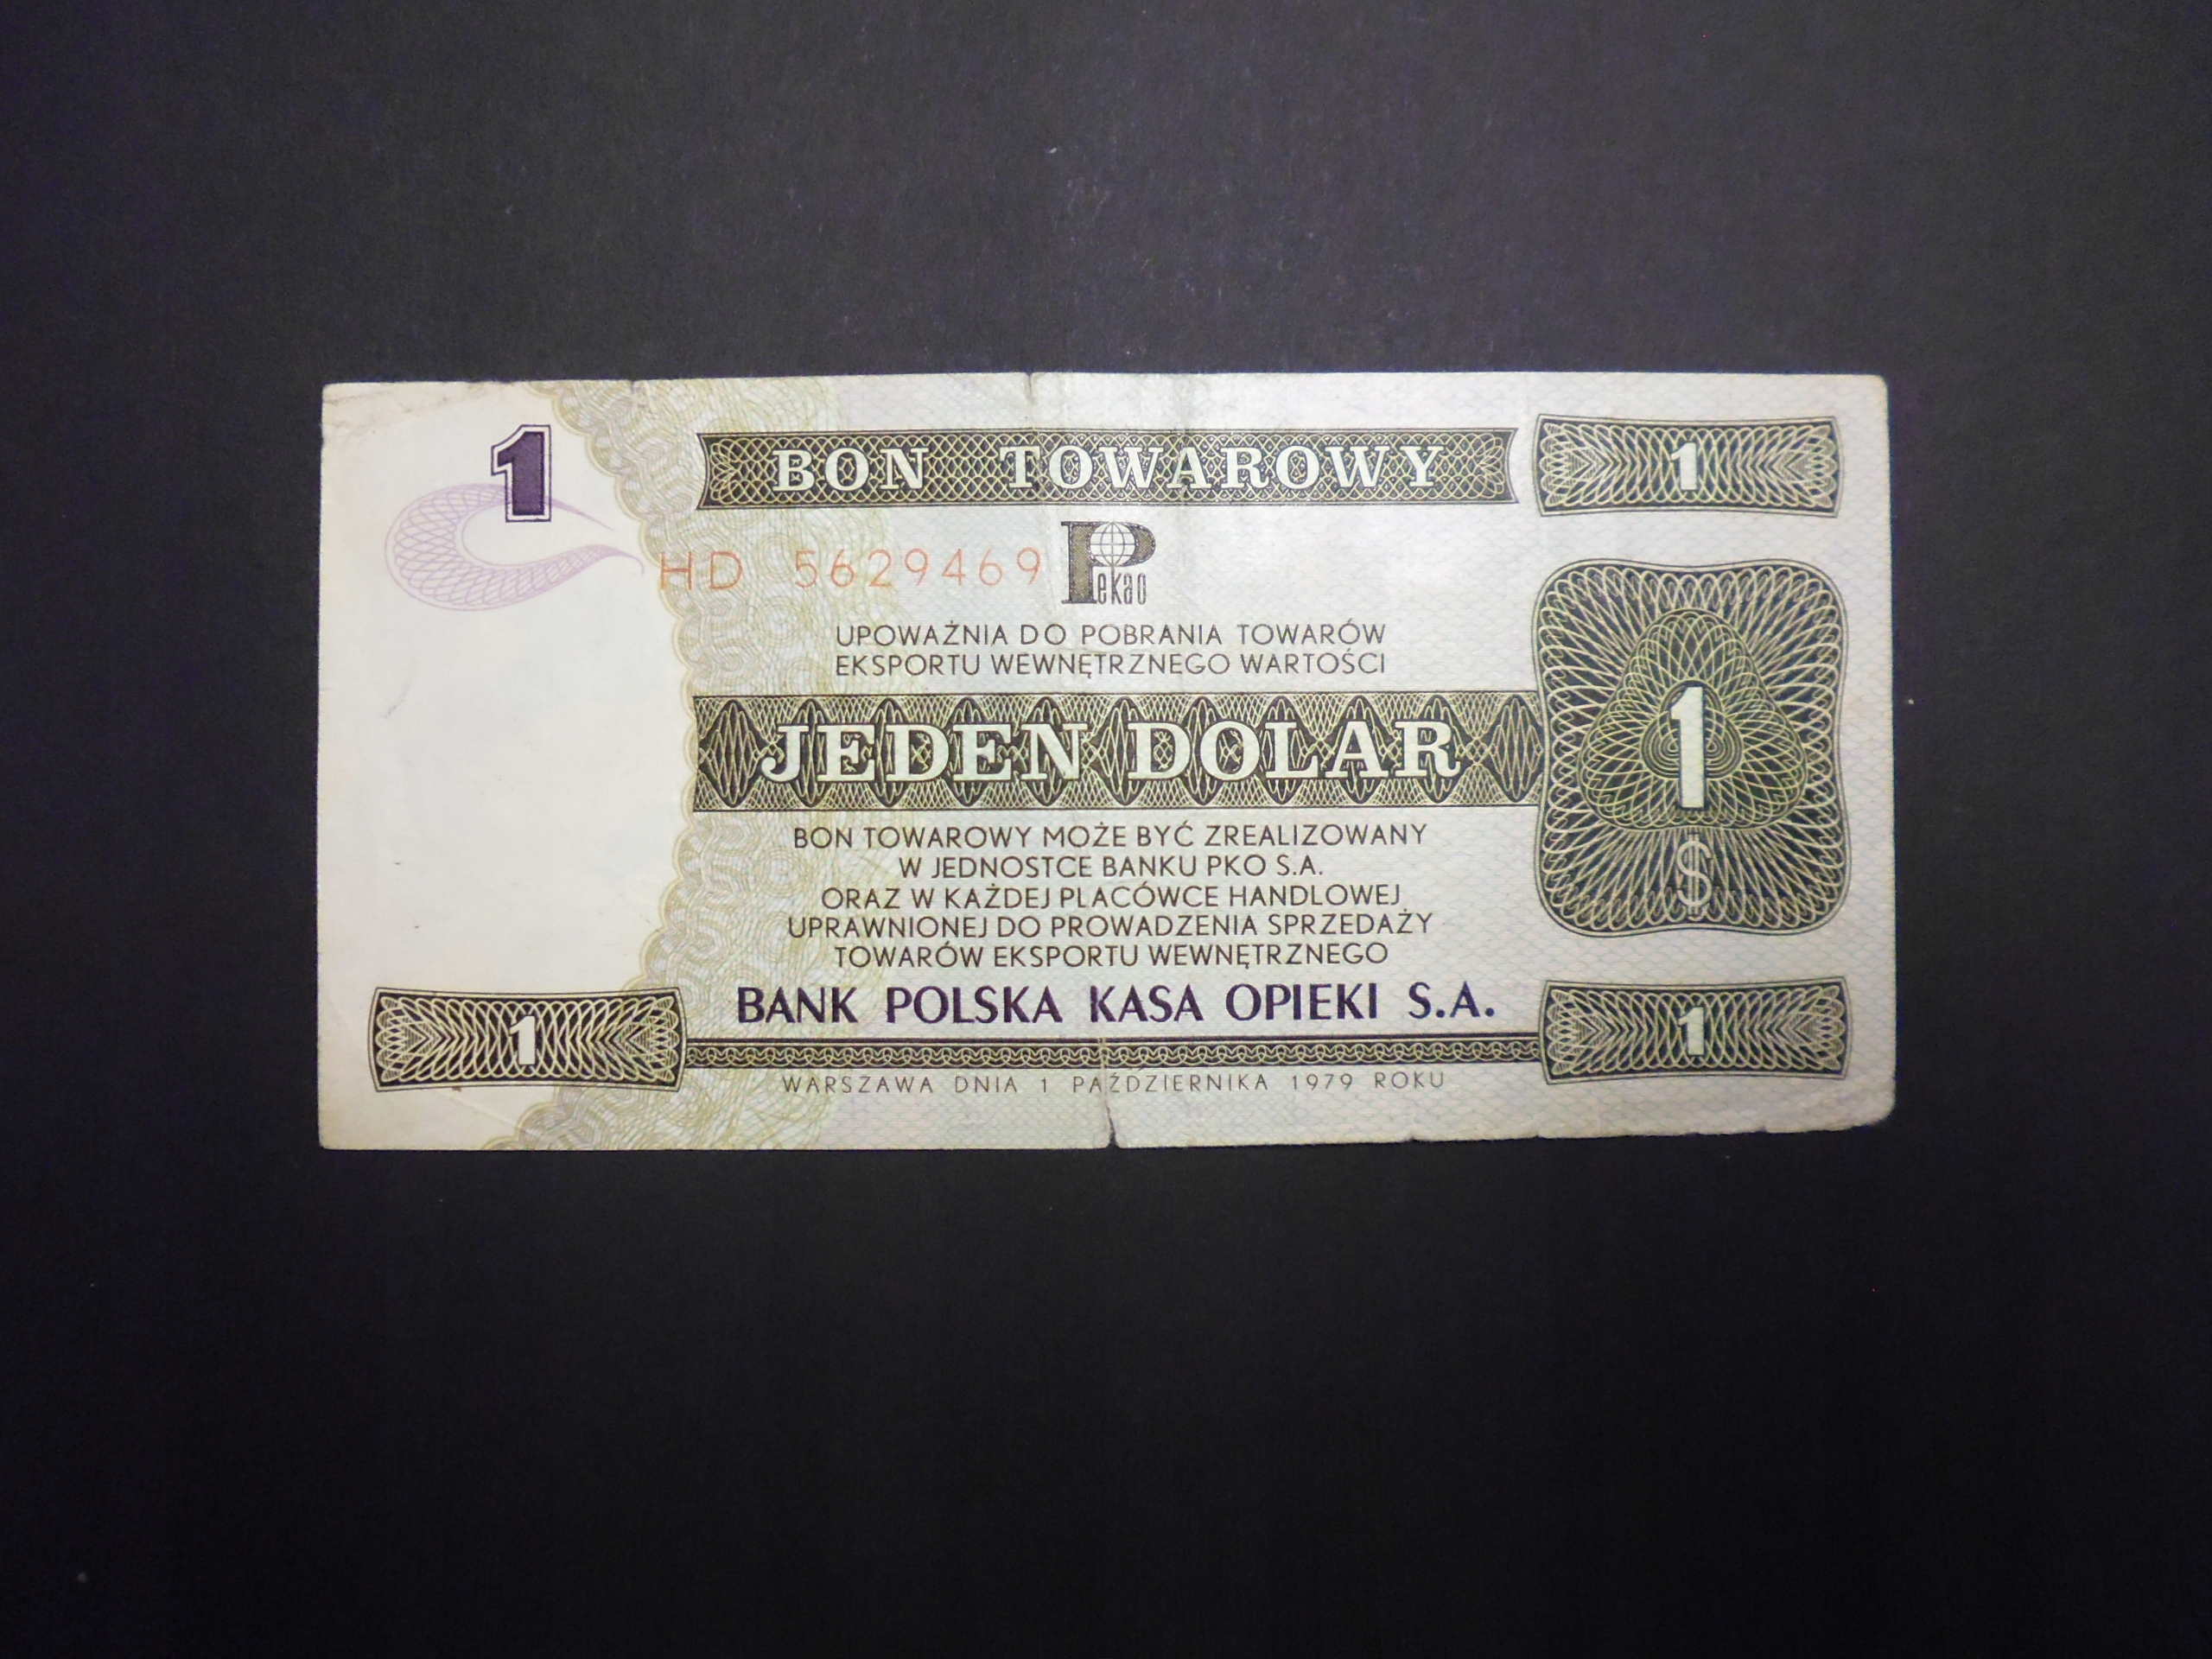 1
BON TOWAROWY
1
HD 5629469
Pekao
UPOWAŻNIA DO POBRANIA TOWARÓW
EKSPORTU WEWNĘTRZNEGO WARTOŚCI
JEDEN DOLAR
1
$
BON TOWAROWY MOŻE BYĆ ZREALIZOWANY
W JEDNOSTCE BANKU PKO S.A.
ORAZ W KAŻDEJ PLACÓWCE HANDLOWEJ
UPRAWNIONEJ DO PROWADZENIA SPRZEDAŻY
TOWARÓW EKSPORTU WEWNĘTRZNEGO
BANK POLSKA KASA OPIEKI S.A.
1
1
WARSZAWA DNIA 1 PAŹDZIERNIKA 1979 ROKU